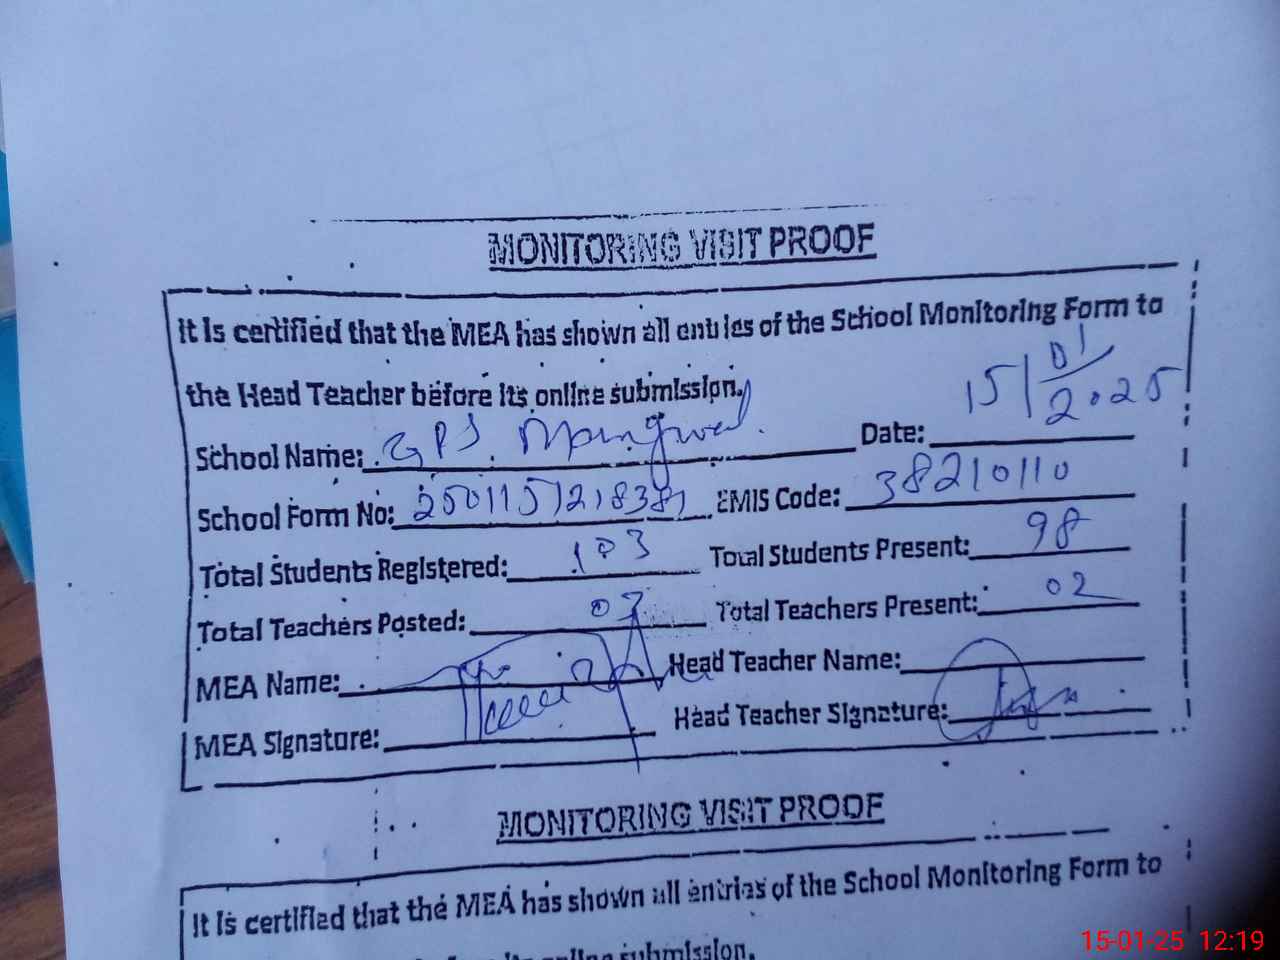 MONITORING VISIT PROOF
It is certified that the MEA has shown all entries of the School Monitoring Form to
the Head Teacher before its online submission.
School Name: GPS Date: 15/01/2025
School Form No: EMIS Code: 38210110
Total Students Registered: 103 Total Students Present: 98
Total Teachers Posted: Total Teachers Present: 02
MEA Name: Head Teacher Name:
MEA Signature: Head Teacher Signature:
MONITORING VISIT PROOF
It is certified that the MEA has shown all entries of the School Monitoring Form to
its online submission.
15-01-25 12:19